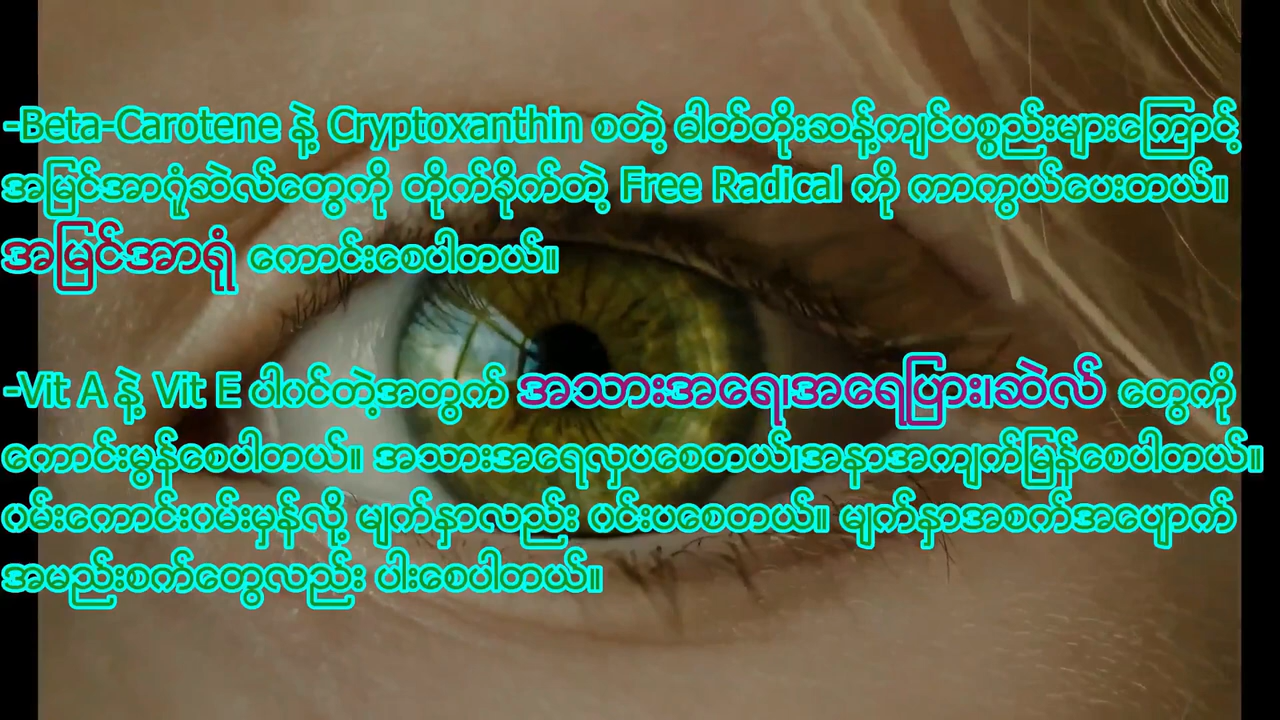 -Beta-Carotene နဲ့ Cryptoxanthin စတဲ့ ဓါတ်တိုးဆန့်ကျင်ပစ္စည်းများကြောင့်
အမြင်အာဂုံဆဲလ်တွေကို တိုက်ခိုက်တဲ့ Free Radical ကို ကာကွယ်ပေးတယ်။
အမြင်အာရုံ ကောင်းစေပါတယ်။
-Vit A နဲ့ Vit E ပါဂင်တဲ့အတွက် အသားအရေ၊အရေပြား၊ဆဲလ် တွေကို
ကောင်းမွန်စေပါတယ်။ အသားအရေလှပစေတယ်၊အနာအကျက်မြန်စေပါတယ်။
ဝမ်းကောင်းဝမ်းမှန်လို့ မျက်နှာလည်း ဝင်းပစေတယ်။ မျက်နှာအစက်အပျောက်
အမည်းစက်တွေလည်း ပါးစေပါတယ်။